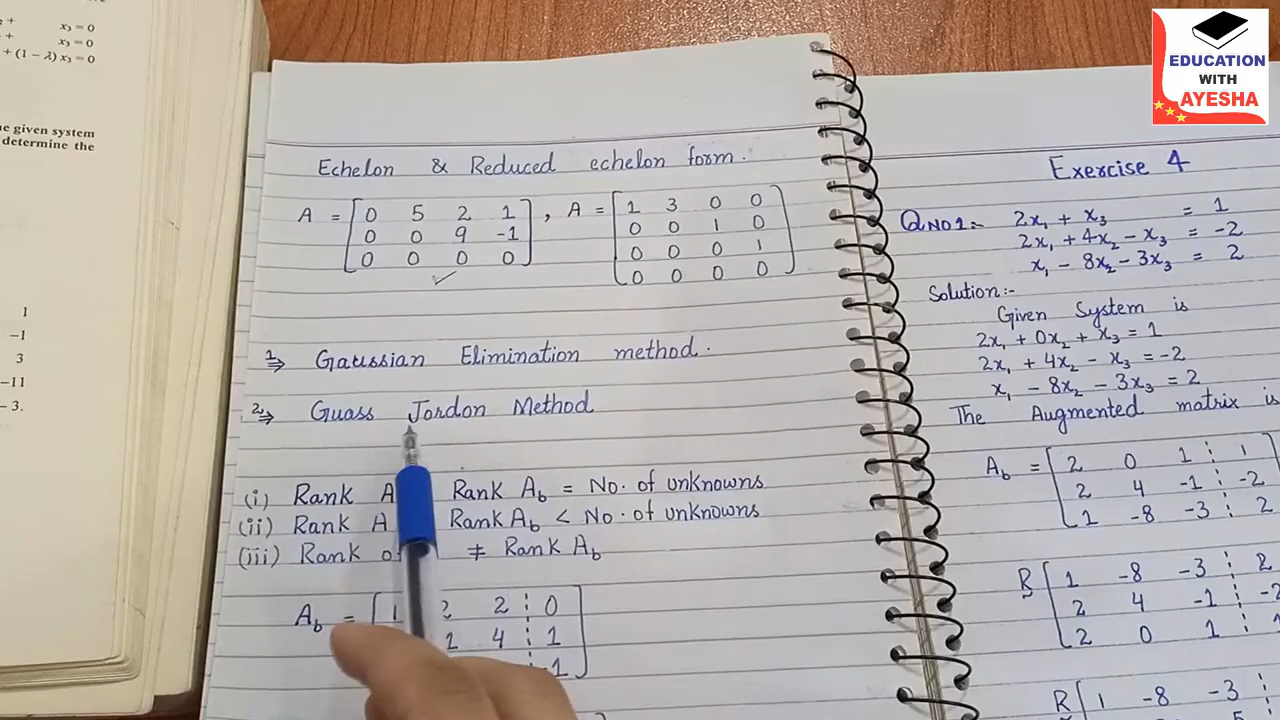 2 +
x₃ = 0
+
x₃ = 0
+ (1 − λ) x₃ = 0
e given system
determine the
1
−1
3
−11
− 3.
Echelon & Reduced echelon form.
A = [0 5 2 1 , A = [1 3 0 0
0 0 9 -1] 0 0 1 0
0 0 0 0 0 0 0 1
0 0 0 0]
1⇒ Gaussian Elimination method.
2⇒ Guass Jordon Method
(i) Rank A Rank A_b = No. of unknowns
(ii) Rank A Rank A_b < No. of unknowns
(iii) Rank o ≠ Rank A_b
A_b = [1 2 2 ⋮ 0
1 4 ⋮ 1
-1]
Exercise 4
Q NO 1:- 2x₁ + x₃ = 1
2x₁ + 4x₂ - x₃ = -2
x₁ - 8x₂ - 3x₃ = 2
Solution:-
Given System is
2x₁ + 0x₂ + x₃ = 1
2x₁ + 4x₂ - x₃ = -2
x₁ - 8x₂ - 3x₃ = 2
The Augmented matrix is
A_b = [2 0 1 ⋮ 1
2 4 -1 ⋮ -2
1 -8 -3 ⋮ 2
R [1 -8 -3 ⋮ 2
2 4 -1 ⋮ -2
2 0 1 ⋮ 1
R [1 -8 -3 ⋮
EDUCATION
WITH
AYESHA